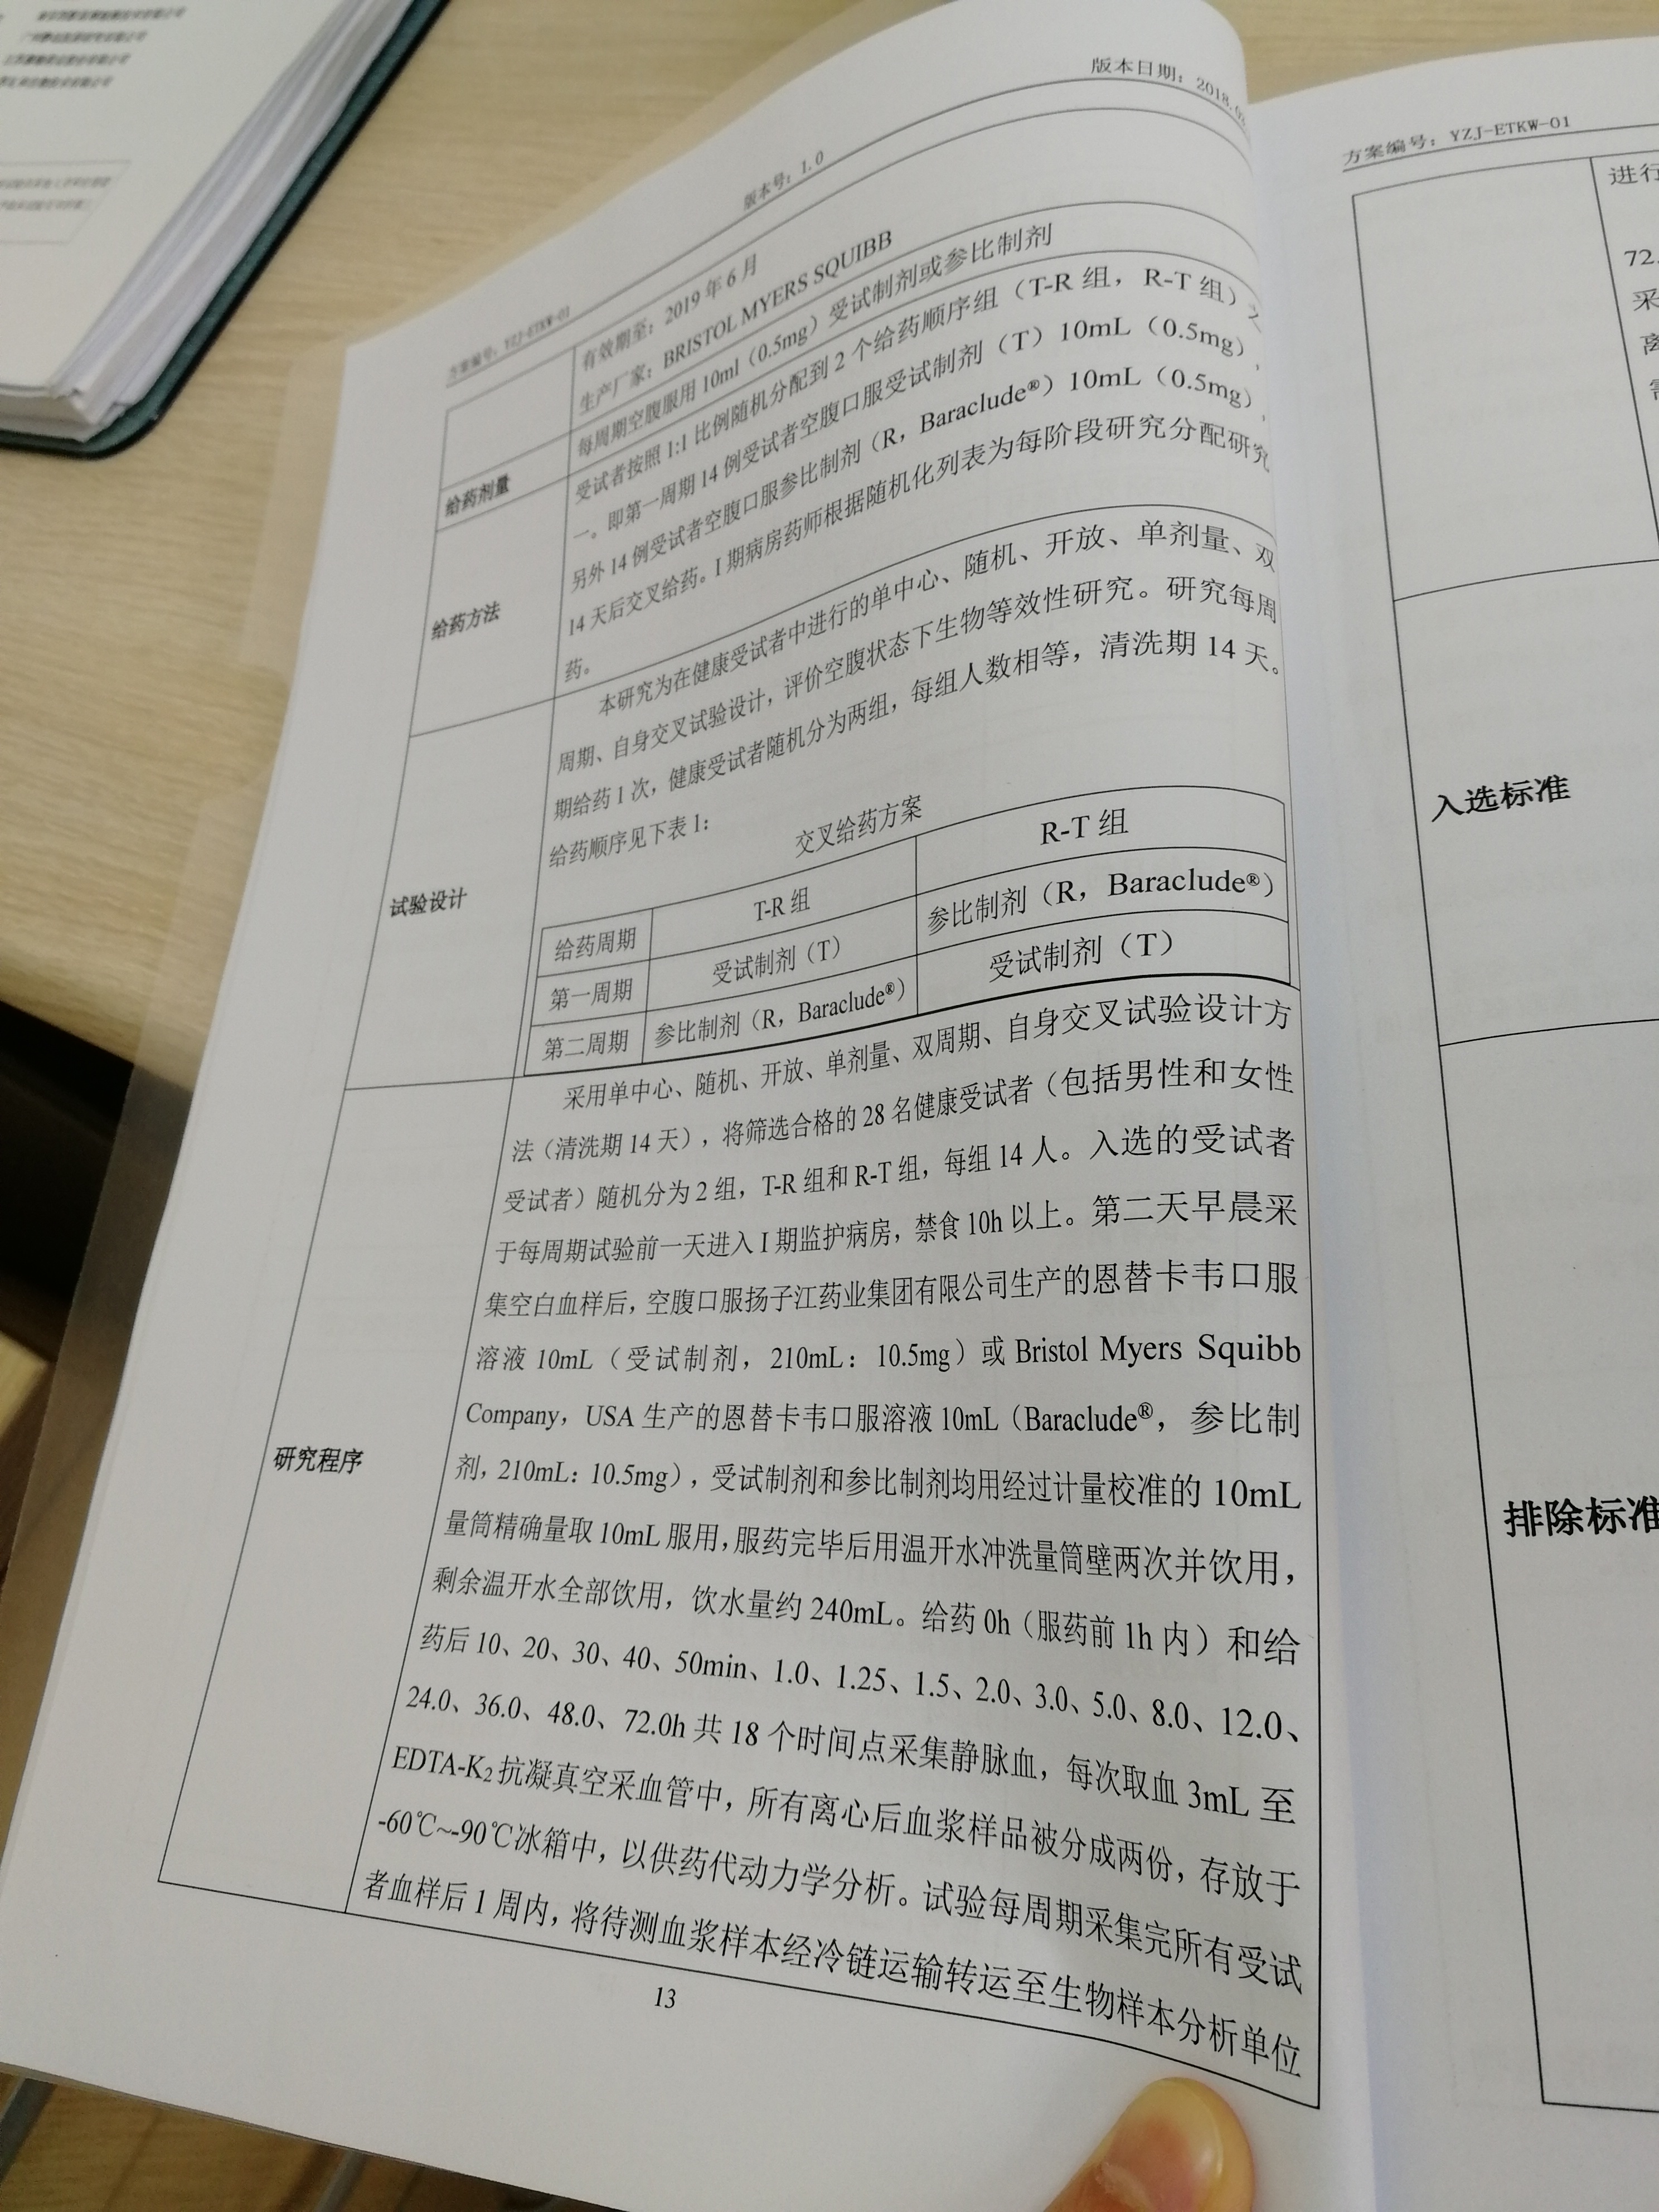 方案编号：YZJ-ETKW-01
版本号：1.0
版本日期：2018.02
有效期至：2019 年 6 月
生产厂家：BRISTOL MYERS SQUIBB
给药剂量
每周期空腹服用 10ml（0.5mg）受试制剂或参比制剂
给药方法
受试者按照 1:1 比例随机分配到 2 个给药顺序组（T-R 组，R-T 组）之
一。即第一周期 14 例受试者空腹口服受试制剂（T）10mL（0.5mg），
另外 14 例受试者空腹口服参比制剂（R，Baraclude®）10mL（0.5mg），
14 天后交叉给药。I 期病房药师根据随机化列表为每阶段研究分配研究
药。
试验设计
本研究为在健康受试者中进行的单中心、随机、开放、单剂量、双
周期、自身交叉试验设计，评价空腹状态下生物等效性研究。研究每周
期给药 1 次，健康受试者随机分为两组，每组人数相等，清洗期 14 天。
给药顺序见下表 1：
交叉给药方案
给药周期 T-R 组 R-T 组
第一周期 受试制剂（T） 参比制剂（R，Baraclude®）
第二周期 参比制剂（R，Baraclude®） 受试制剂（T）
研究程序
采用单中心、随机、开放、单剂量、双周期、自身交叉试验设计方
法（清洗期 14 天），将筛选合格的 28 名健康受试者（包括男性和女性
受试者）随机分为 2 组，T-R 组和 R-T 组，每组 14 人。入选的受试者
于每周期试验前一天进入 I 期监护病房，禁食 10h 以上。第二天早晨采
集空白血样后，空腹口服扬子江药业集团有限公司生产的恩替卡韦口服
溶液 10mL（受试制剂，210mL：10.5mg）或 Bristol Myers Squibb
Company，USA 生产的恩替卡韦口服溶液 10mL（Baraclude®，参比制
剂，210mL：10.5mg），受试制剂和参比制剂均用经过计量校准的 10mL
量筒精确量取 10mL 服用，服药完毕后用温开水冲洗量筒壁两次并饮用，
剩余温开水全部饮用，饮水量约 240mL。给药 0h（服药前 1h 内）和给
药后 10、20、30、40、50min、1.0、1.25、1.5、2.0、3.0、5.0、8.0、12.0、
24.0、36.0、48.0、72.0h 共 18 个时间点采集静脉血，每次取血 3mL 至
EDTA-K₂ 抗凝真空采血管中，所有离心后血浆样品被分成两份，存放于
-60℃~-90℃冰箱中，以供药代动力学分析。试验每周期采集完所有受试
者血样后 1 周内，将待测血浆样本经冷链运输转运至生物样本分析单位
13
方案编号：YZJ-ETKW-01
进行
72.
采
入选标准
排除标准